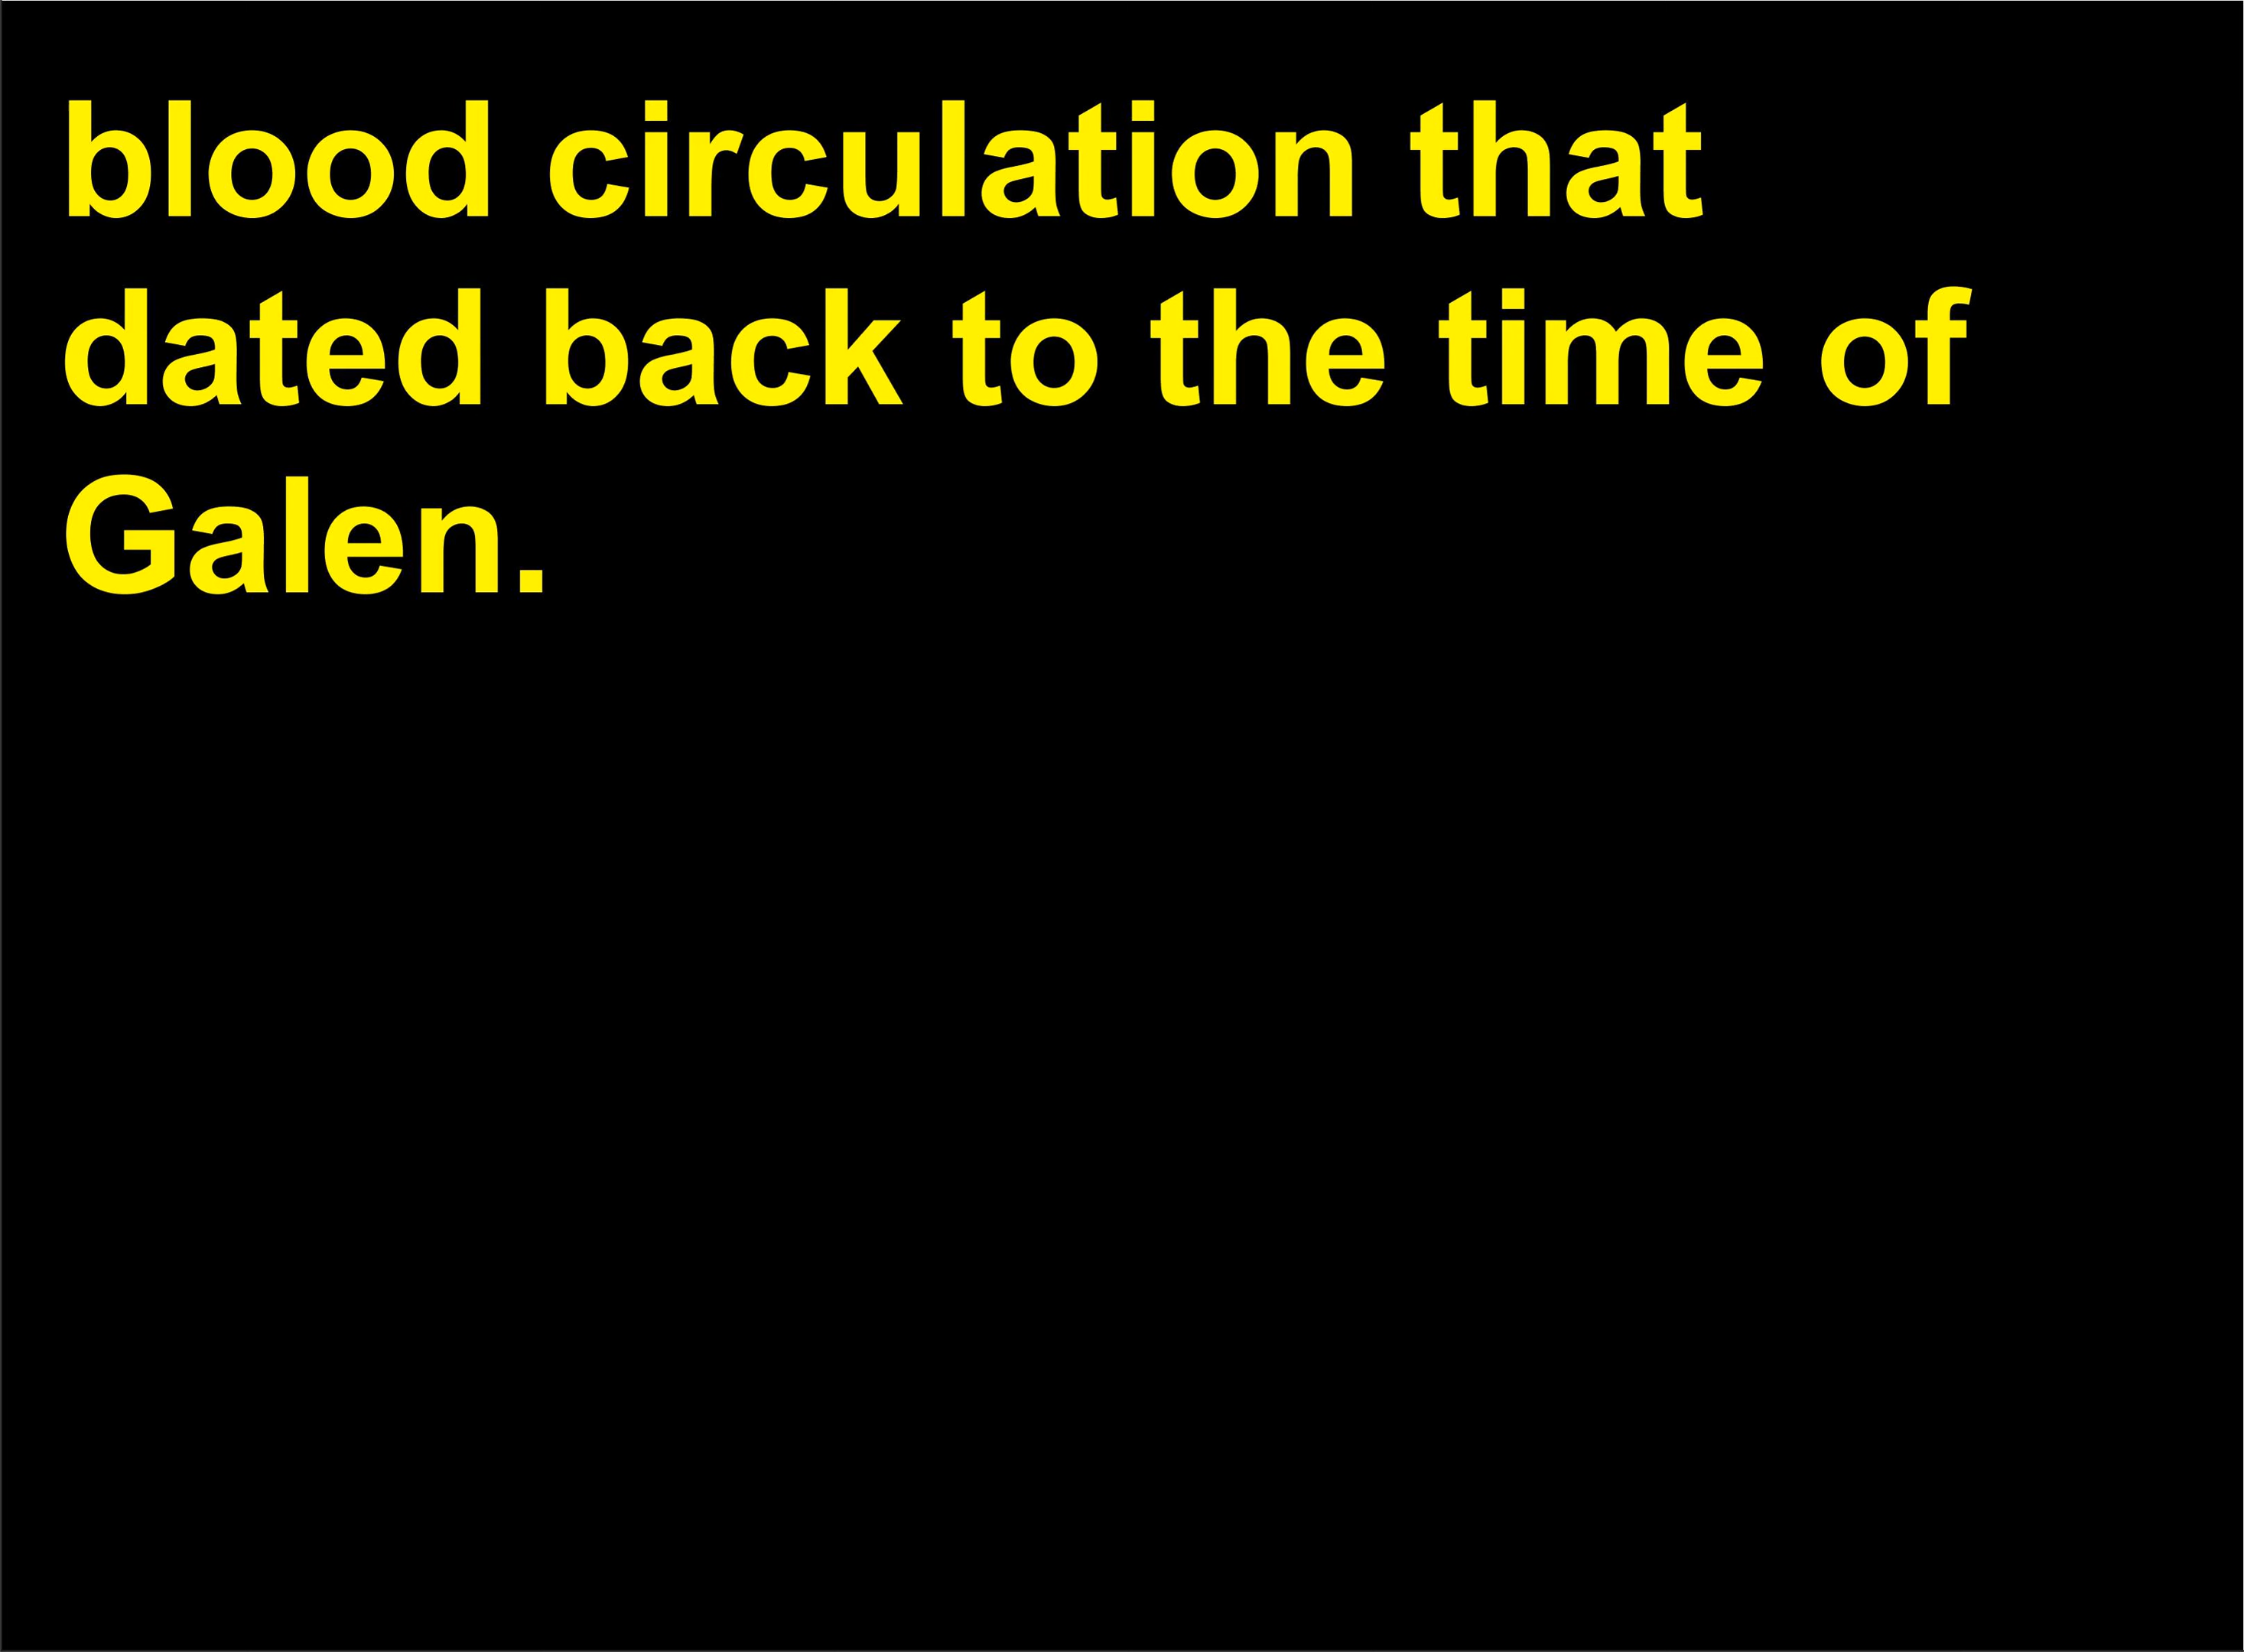 blood circulation that
dated back to the time of
Galen.